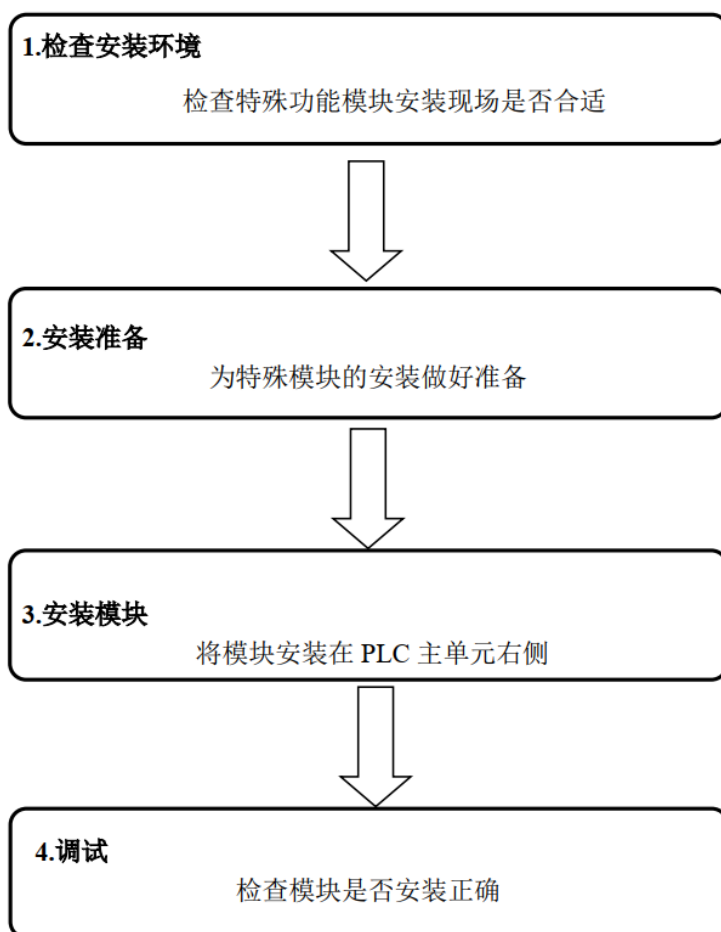 1.检查安装环境
检查特殊功能模块安装现场是否合适
2.安装准备
为特殊模块的安装做好准备
3.安装模块
将模块安装在 PLC 主单元右侧
4.调试
检查模块是否安装正确